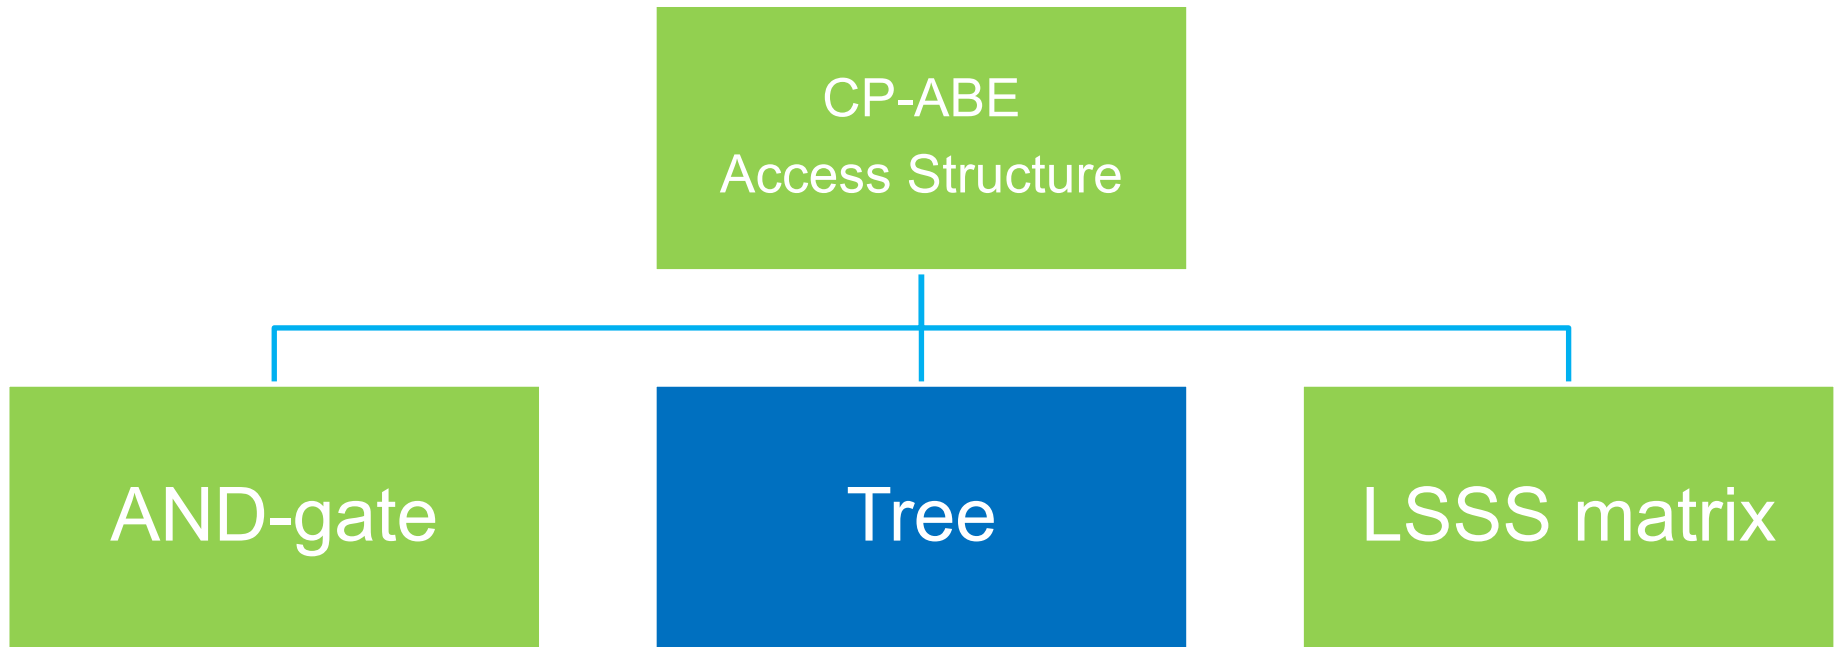 CP-ABE
Access Structure
AND-gate
Tree
LSSS matrix